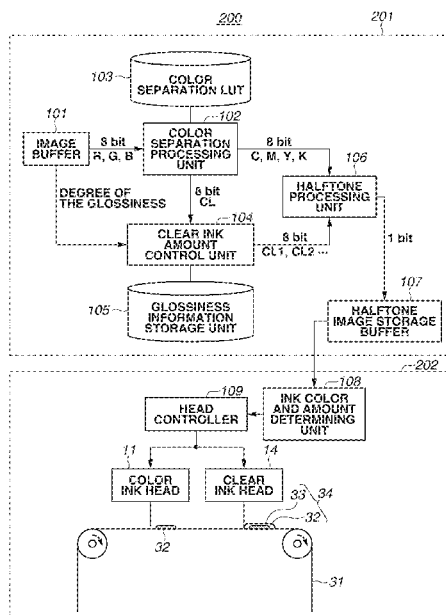 200
201
103
COLOR
SEPARATION LUT
101
102
IMAGE
BUFFER
8 bit
R, G, B
COLOR
SEPARATION
PROCESSING
UNIT
8 bit
C, M, Y, K
106
HALFTONE
PROCESSING
UNIT
DEGREE OF
THE GLOSSINESS
8 bit
CL
104
CLEAR INK
AMOUNT
CONTROL UNIT
8 bit
CL1, CL2 ...
1 bit
105
GLOSSINESS
INFORMATION
STORAGE UNIT
107
HALFTONE
IMAGE STORAGE
BUFFER
202
109
108
HEAD
CONTROLLER
INK COLOR
AND AMOUNT
DETERMINING
UNIT
11
14
COLOR
INK HEAD
CLEAR
INK HEAD
33
34
32
32
31